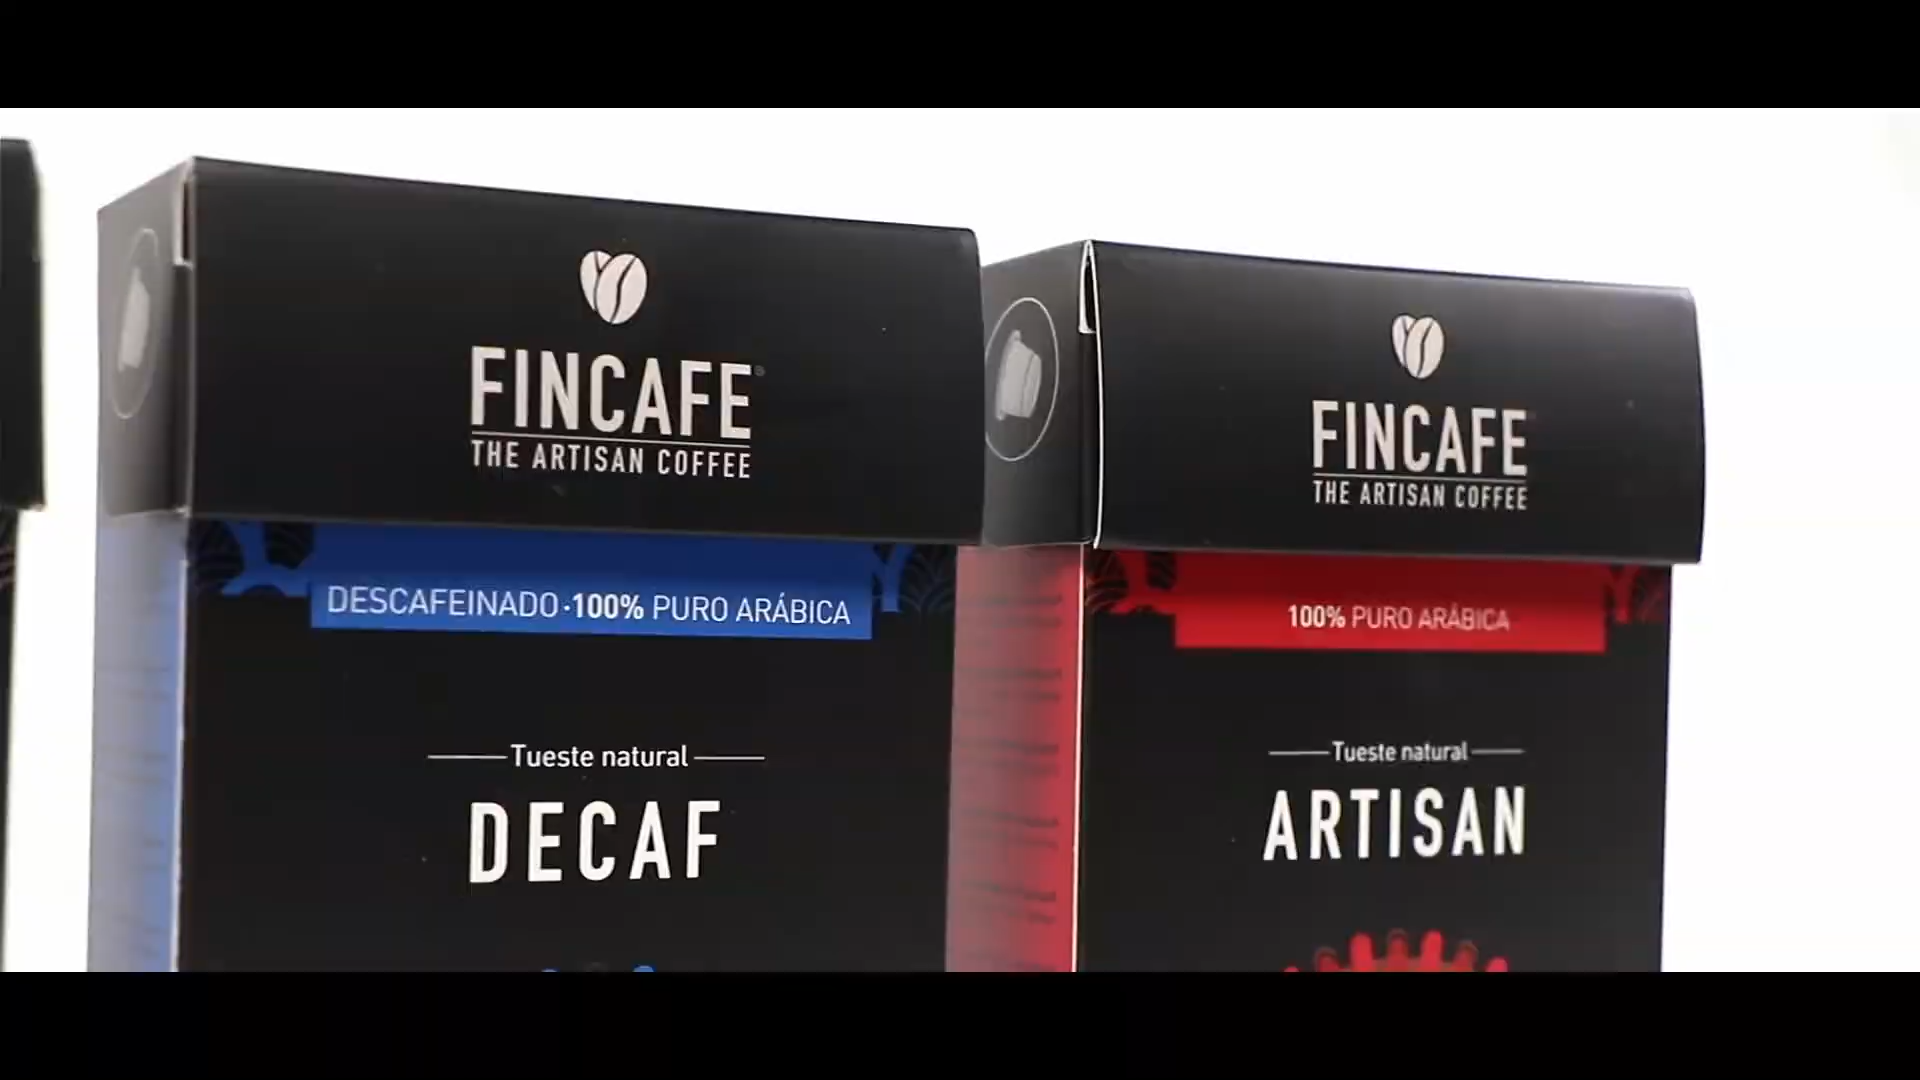 FINCAFE®
THE ARTISAN COFFEE
DESCAFEINADO·100% PURO ARÁBICA
Tueste natural
DECAF
FINCAFE
THE ARTISAN COFFEE
100% PURO ARÁBICA
Tueste natural
ARTISAN